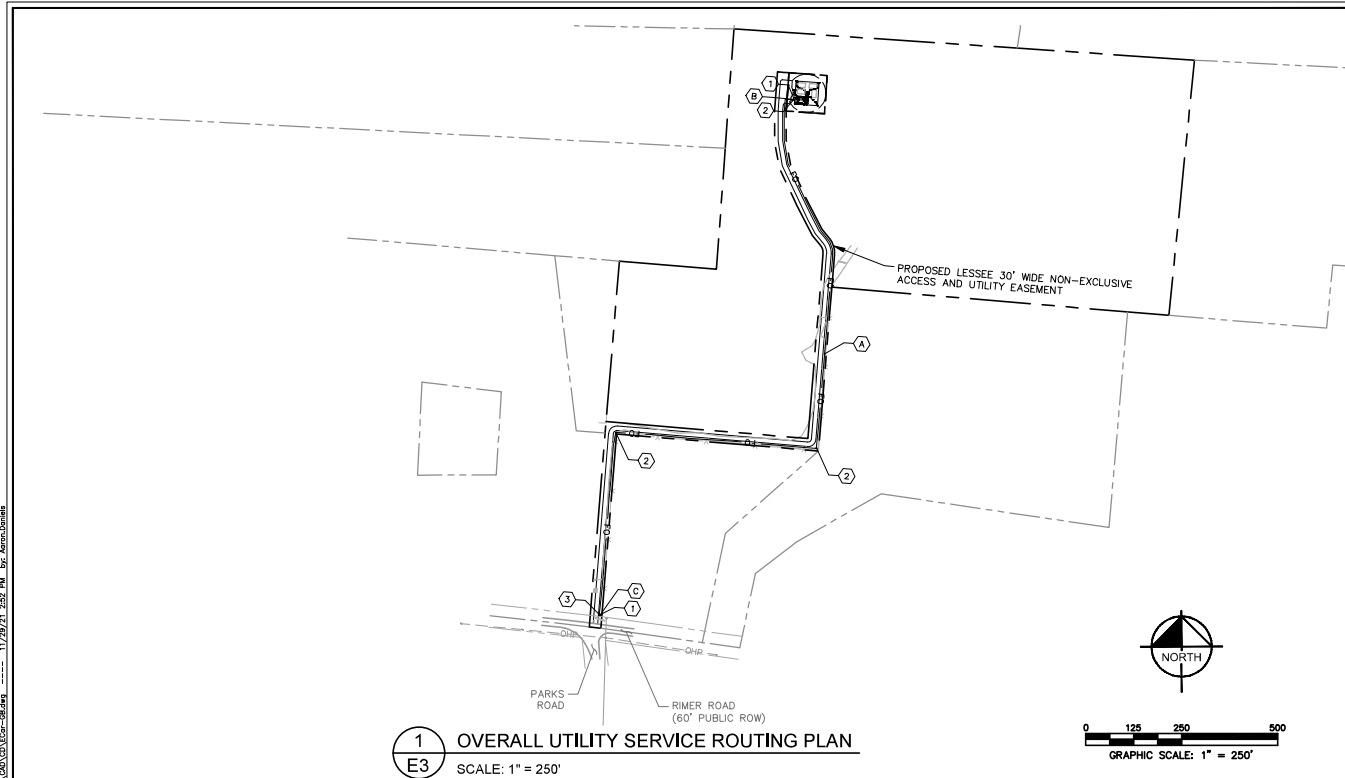 1
B
2
PROPOSED LESSEE 30' WIDE NON-EXCLUSIVE
ACCESS AND UTILITY EASEMENT
A
2
2
3
C
1
OHP
OHP
PARKS
ROAD
RIMER ROAD
(60' PUBLIC ROW)
NORTH
1
E3
OVERALL UTILITY SERVICE ROUTING PLAN
SCALE: 1" = 250'
0 125 250 500
GRAPHIC SCALE: 1" = 250'
11/29/21 2:52 PM by: Aaron.Daniels